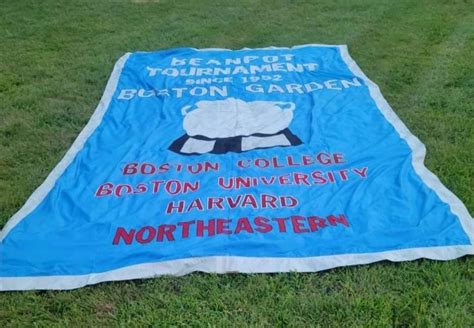 BEANPOT
TOURNAMENT
SINCE 1952
BOSTON GARDEN
BOSTON COLLEGE
BOSTON UNIVERSITY
HARVARD
NORTHEASTERN